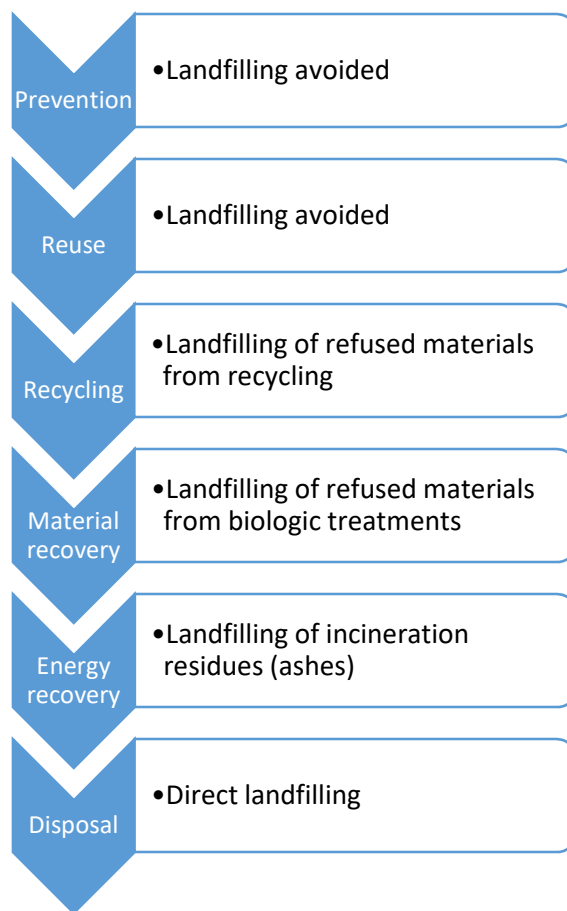 Prevention
•Landfilling avoided
Reuse
•Landfilling avoided
Recycling
•Landfilling of refused materials
from recycling
Material
recovery
•Landfilling of refused materials
from biologic treatments
Energy
recovery
•Landfilling of incineration
residues (ashes)
Disposal
•Direct landfilling